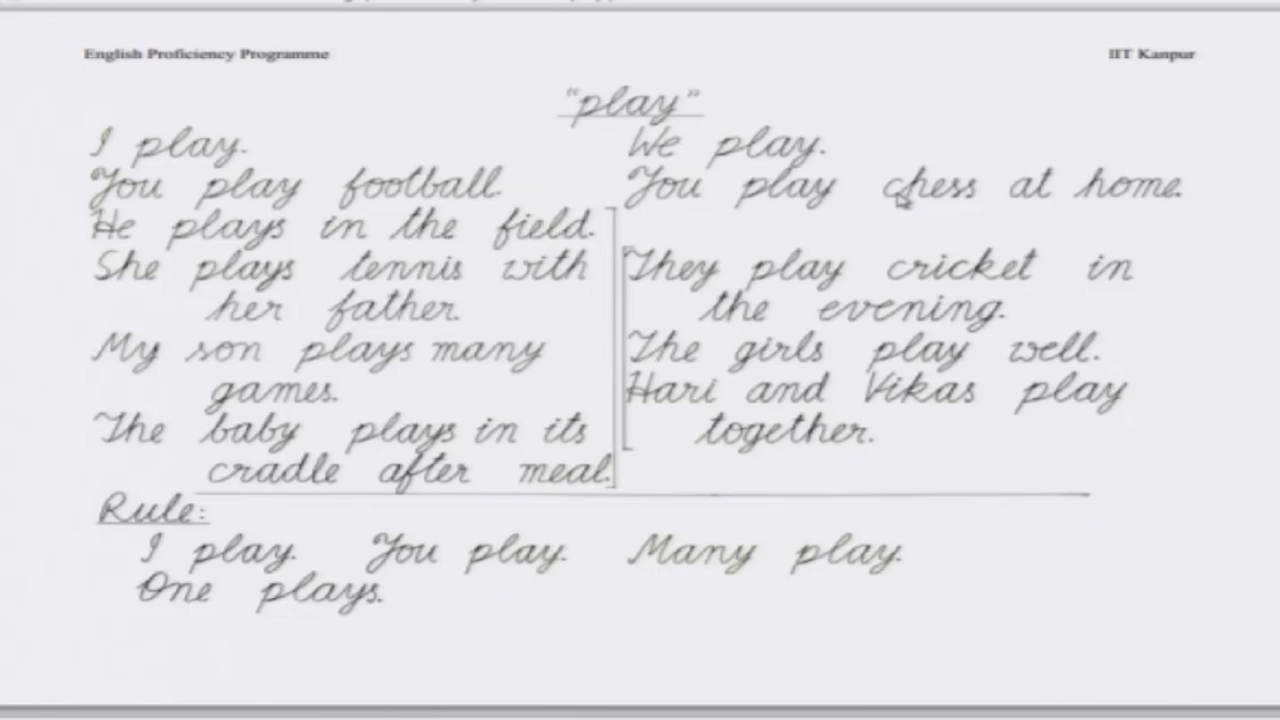 English Proficiency Programme
IIT Kanpur
"play"
I play.
You play football.
He plays in the field.
She plays tennis with
her father.
My son plays many
games.
The baby plays in its
cradle after meal.
We play.
You play chess at home.
They play cricket in
the evening.
The girls play well.
Hari and Vikas play
together.
Rule:
I play. You play. Many play.
One plays.